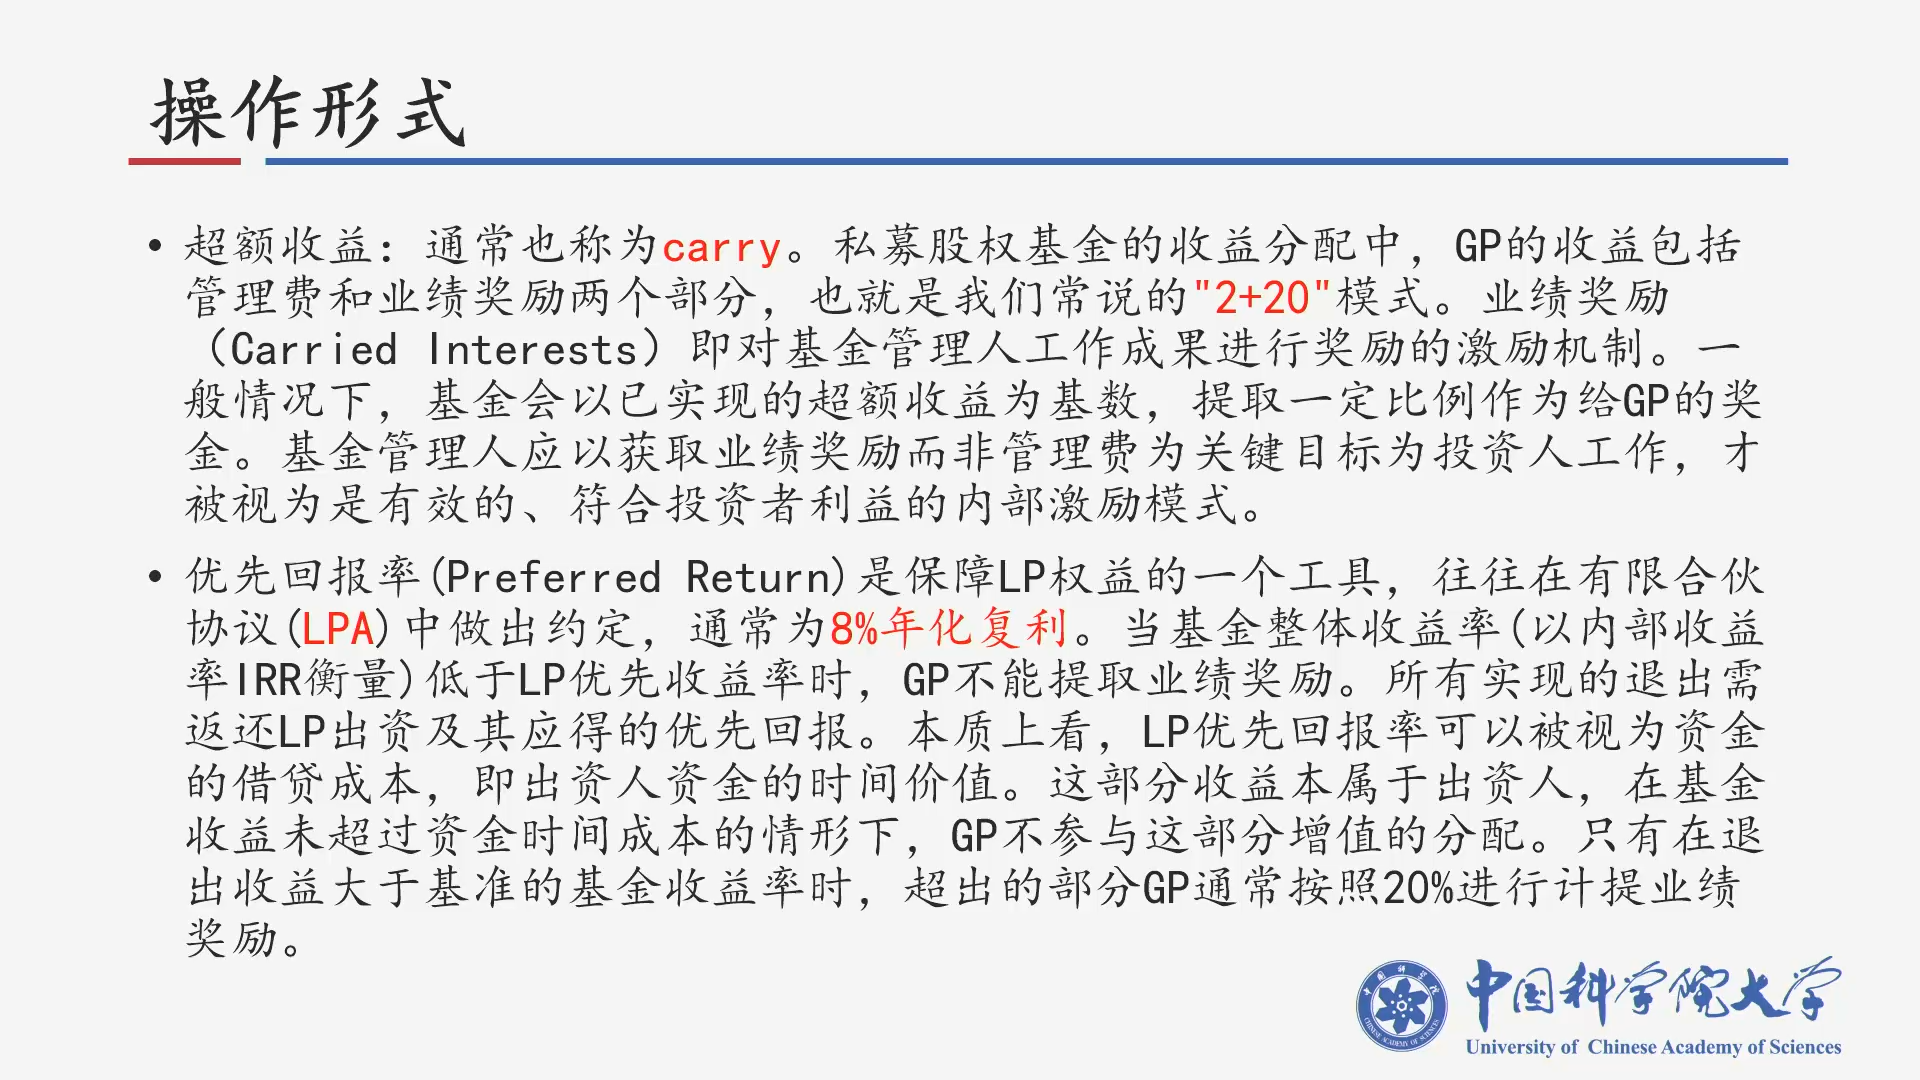 操作形式
• 超额收益：通常也称为carry。私募股权基金的收益分配中，GP的收益包括
管理费和业绩奖励两个部分，也就是我们常说的"2+20"模式。业绩奖励
（Carried Interests）即对基金管理人工作成果进行奖励的激励机制。一
般情况下，基金会以已实现的超额收益为基数，提取一定比例作为给GP的奖
金。基金管理人应以获取业绩奖励而非管理费为关键目标为投资人工作，才
被视为是有效的、符合投资者利益的内部激励模式。
• 优先回报率(Preferred Return)是保障LP权益的一个工具，往往在有限合伙
协议(LPA)中做出约定，通常为8%年化复利。当基金整体收益率(以内部收益
率IRR衡量)低于LP优先收益率时，GP不能提取业绩奖励。所有实现的退出需
返还LP出资及其应得的优先回报。本质上看，LP优先回报率可以被视为资金
的借贷成本，即出资人资金的时间价值。这部分收益本属于出资人，在基金
收益未超过资金时间成本的情形下，GP不参与这部分增值的分配。只有在退
出收益大于基准的基金收益率时，超出的部分GP通常按照20%进行计提业绩
奖励。
中国科学院大学
University of Chinese Academy of Sciences
中国科学院
CHINESE ACADEMY OF SCIENCES